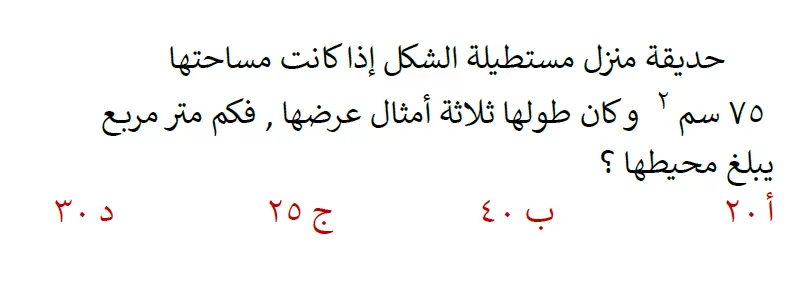 حديقة منزل مستطيلة الشكل إذا كانت مساحتها
٧٥ سم ٢ وكان طولها ثلاثة أمثال عرضها , فكم متر مربع
يبلغ محيطها ؟
أ ٢٠ ب ٤٠ ج ٢٥ د ٣٠